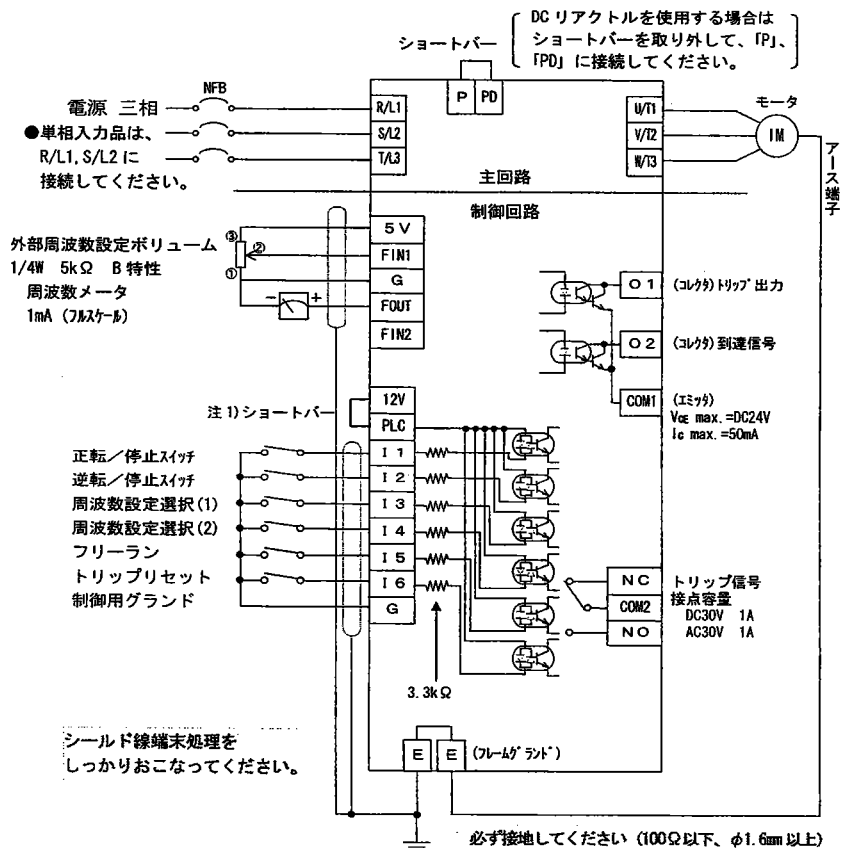 DC リアクトルを使用する場合は
ショートバーを取り外して、「P」、
「PD」に接続してください。
ショートバー
NFB
P PD
電源 三相
R/L1
U/T1
モータ
●単相入力品は、
S/L2
V/T2
IM
R/L1, S/L2 に
T/L3
W/T3
接続してください。
主回路
アース端子
制御回路
5V
外部周波数設定ボリューム
③
②
①
FIN1
1/4W 5kΩ B 特性
G
周波数メータ
- +
FOUT
1mA (フルスケール)
FIN2
O1
(コレクタ)トリップ出力
O2
(コレクタ)到達信号
COM1
(エミッタ)
VCE max.=DC24V
Ic max.=50mA
12V
注1)ショートバー
PLC
正転/停止スイッチ
I1
逆転/停止スイッチ
I2
周波数設定選択(1)
I3
周波数設定選択(2)
I4
フリーラン
I5
トリップリセット
I6
制御用グランド
G
NC
トリップ信号
COM2
接点容量
DC30V 1A
NO
AC30V 1A
3.3kΩ
シールド線端末処理を
しっかりおこなってください。
E E (フレームグランド)
必ず接地してください (100Ω以下、φ1.6mm以上)